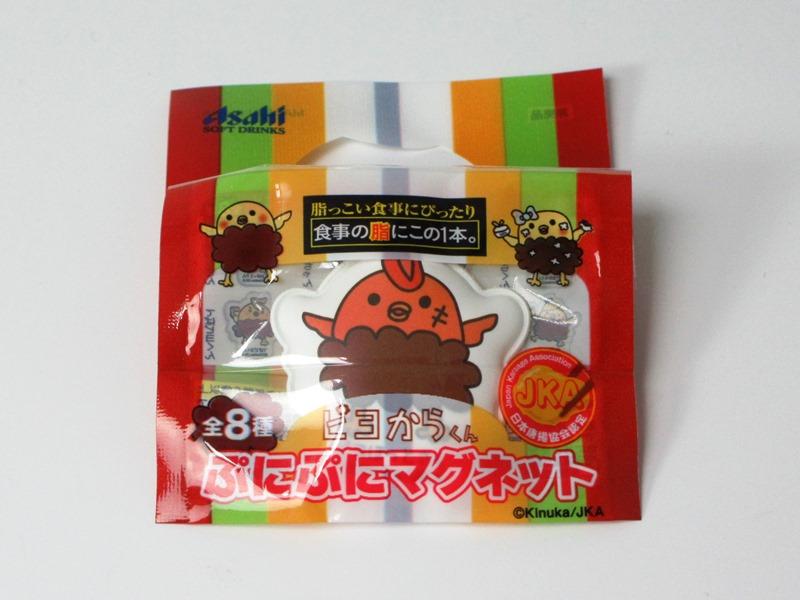 Asahi
SOFT DRINKS
脂っこい食事にぴったり
食事の脂にこの1本。
Japan Karaage Association
JKA
日本唐揚協会認定
全8種
ピヨからくん
ぷにぷにマグネット
©Kinuka/JKA